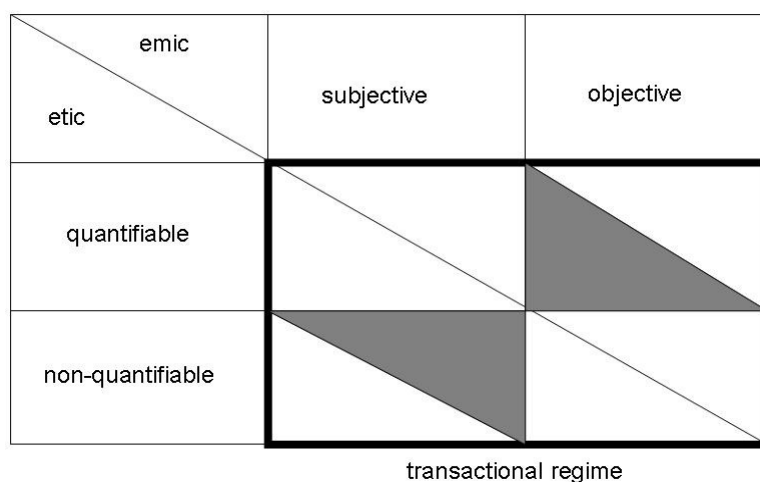 emic
etic
subjective
objective
quantifiable
non-quantifiable
transactional regime